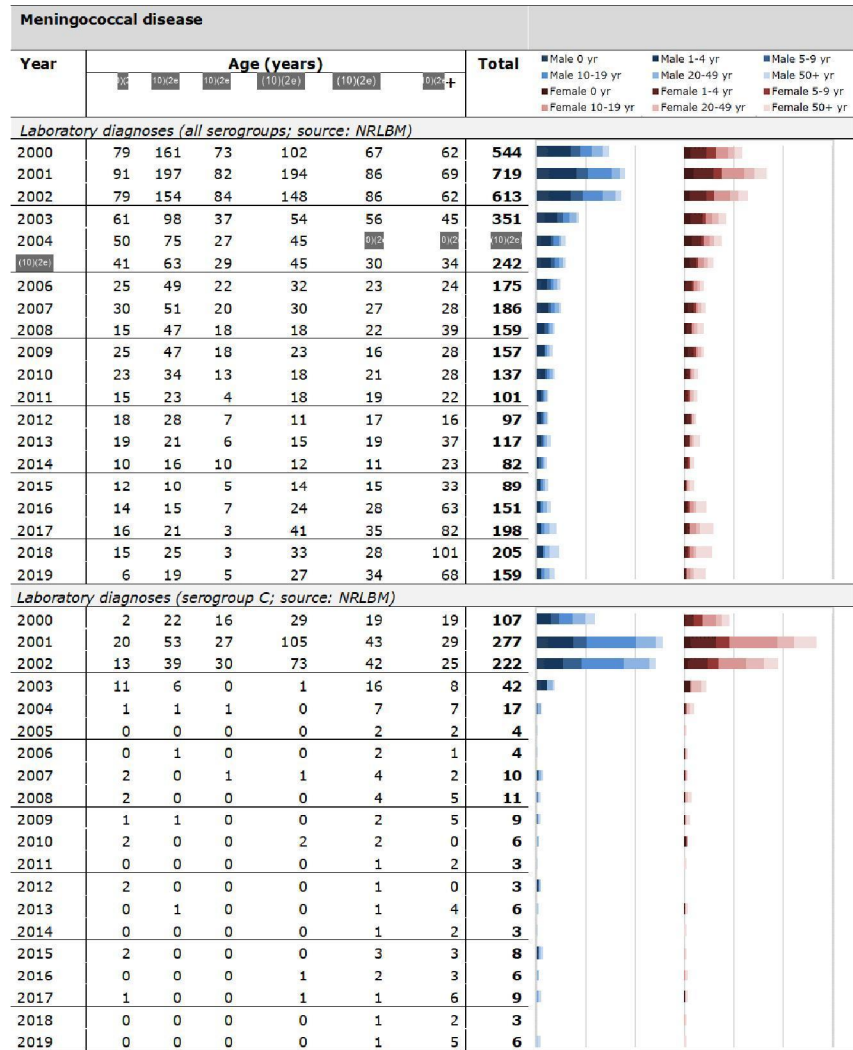 Meningococcal disease
Year Age (years) Total
(10)(2e) (10)(2e) (10)(2e) (10)(2e) +
Male 0 yr Male 1-4 yr Male 5-9 yr
Male 10-19 yr Male 20-49 yr Male 50+ yr
Female 0 yr Female 1-4 yr Female 5-9 yr
Female 10-19 yr Female 20-49 yr Female 50+ yr
Laboratory diagnoses (all serogroups; source: NRLBM)
2000 79 161 73 102 67 62 544
2001 91 197 82 194 86 69 719
2002 79 154 84 148 86 62 613
2003 61 98 37 54 56 45 351
2004 50 75 27 45 (10)(2e)
(10)(2e) 41 63 29 45 30 34 242
2006 25 49 22 32 23 24 175
2007 30 51 20 30 27 28 186
2008 15 47 18 18 22 39 159
2009 25 47 18 23 16 28 157
2010 23 34 13 18 21 28 137
2011 15 23 4 18 19 22 101
2012 18 28 7 11 17 16 97
2013 19 21 6 15 19 37 117
2014 10 16 10 12 11 23 82
2015 12 10 5 14 15 33 89
2016 14 15 7 24 28 63 151
2017 16 21 3 41 35 82 198
2018 15 25 3 33 28 101 205
2019 6 19 5 27 34 68 159
Laboratory diagnoses (serogroup C; source: NRLBM)
2000 2 22 16 29 19 19 107
2001 20 53 27 105 43 29 277
2002 13 39 30 73 42 25 222
2003 11 6 0 1 16 8 42
2004 1 1 1 0 7 7 17
2005 0 0 0 0 2 2 4
2006 0 1 0 0 2 1 4
2007 2 0 1 1 4 2 10
2008 2 0 0 0 4 5 11
2009 1 1 0 0 2 5 9
2010 2 0 0 2 2 0 6
2011 0 0 0 0 1 2 3
2012 2 0 0 0 1 0 3
2013 0 1 0 0 1 4 6
2014 0 0 0 0 1 2 3
2015 2 0 0 0 3 3 8
2016 0 0 0 1 2 3 6
2017 1 0 0 1 1 6 9
2018 0 0 0 0 1 2 3
2019 0 0 0 0 1 5 6